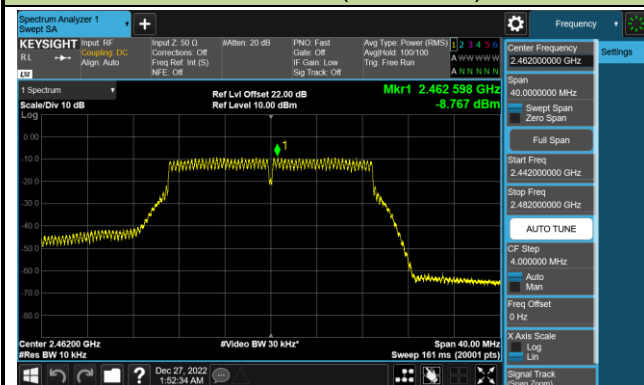 Spectrum Analyzer 1
Swept SA
Frequency
KEYSIGHT
RL
LXI
Input: RF
Coupling: DC
Align: Auto
Input Z: 50 Ω
Corrections: Off
Freq Ref: Int (S)
NFE: Off
#Atten: 20 dB
PNO: Fast
Gate: Off
IF Gain: Low
Sig Track: Off
Avg Type: Power (RMS)
Avg|Hold: 100/100
Trig: Free Run
1 2 3 4 5 6
A W W W W W
A N N N N N
1 Spectrum
Scale/Div 10 dB
Log
Ref Lvl Offset 22.00 dB
Ref Level 10.00 dBm
Mkr1 2.462 598 GHz
-8.767 dBm
1
0.00
-10.0
-20.0
-30.0
-40.0
-50.0
-60.0
-70.0
-80.0
Center 2.46200 GHz
#Res BW 10 kHz
#Video BW 30 kHz*
Span 40.00 MHz
Sweep 161 ms (20001 pts)
Dec 27, 2022
1:52:34 AM
Center Frequency
2.462000000 GHz
Settings
Span
40.0000000 MHz
Swept Span
Zero Span
Full Span
Start Freq
2.442000000 GHz
Stop Freq
2.482000000 GHz
AUTO TUNE
CF Step
4.000000 MHz
Auto
Man
Freq Offset
0 Hz
X Axis Scale
Log
Lin
Signal Track
(Span Zoom)